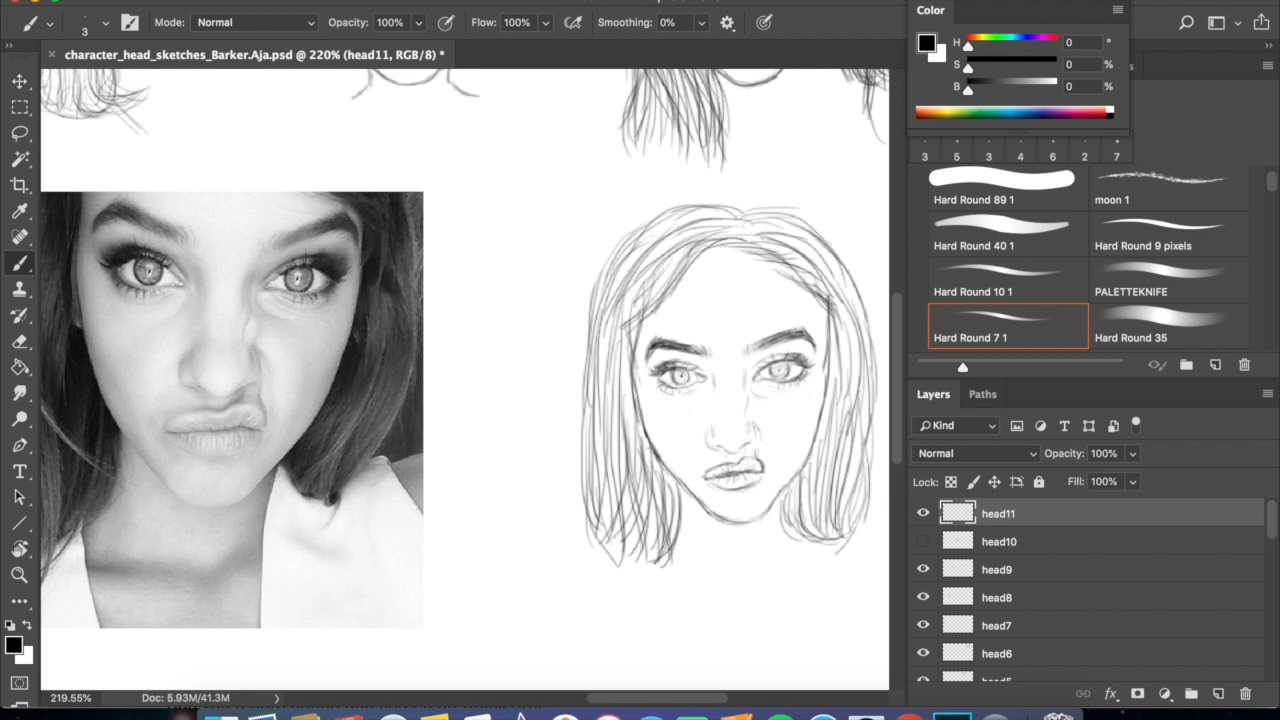 3 Mode: Normal Opacity: 100% Flow: 100% Smoothing: 0%
Color
× character_head_sketches_Barker.Aja.psd @ 220% (head11, RGB/8) *
H 0 °
S 0 %
B 0 %
3 5 3 4 6 2 7
Hard Round 89 1 moon 1
Hard Round 40 1 Hard Round 9 pixels
Hard Round 10 1 PALETTEKNIFE
Hard Round 7 1 Hard Round 35
Layers Paths
Kind
Normal Opacity: 100%
Lock: Fill: 100%
head11
head10
head9
head8
head7
head6
219.55% Doc: 5.93M/41.3M